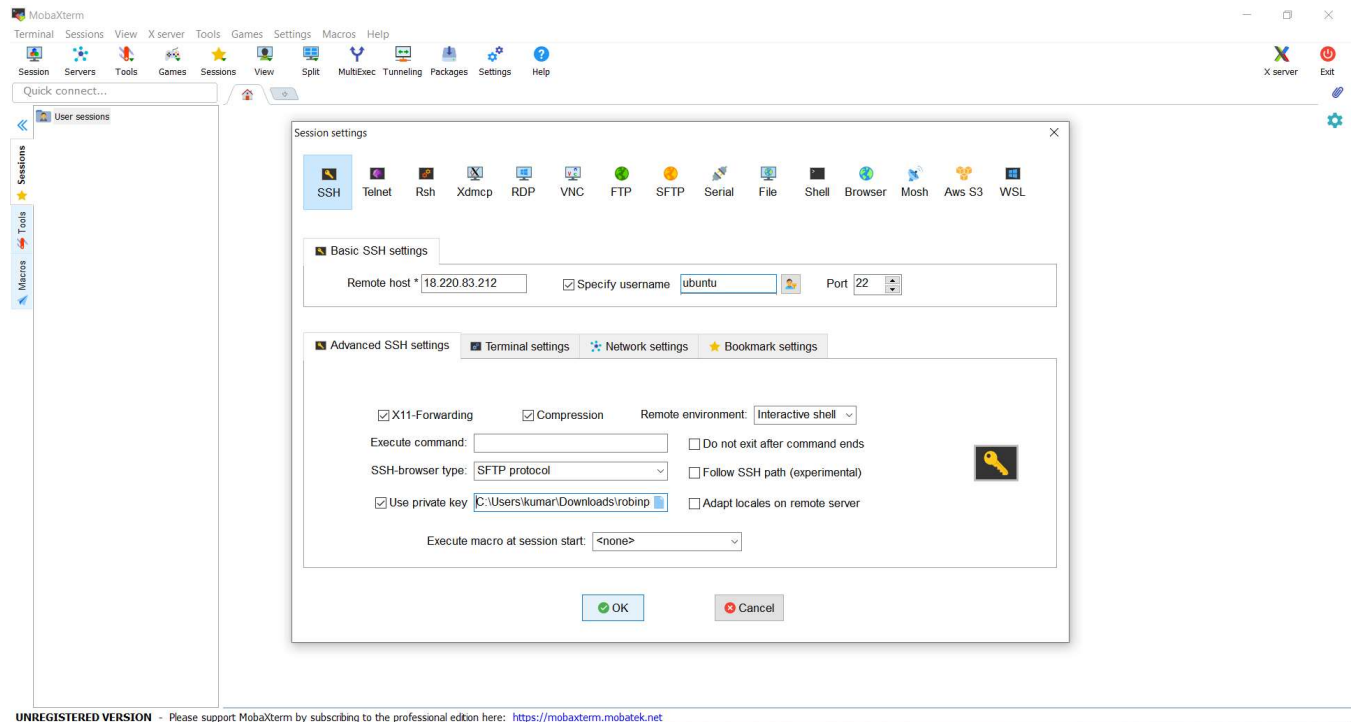 MobaXterm
Terminal Sessions View X server Tools Games Settings Macros Help
Session Servers Tools Games Sessions View Split MultiExec Tunneling Packages Settings Help X server Exit
Quick connect...
User sessions
Sessions
Tools
Macros
Session settings
SSH Telnet Rsh Xdmcp RDP VNC FTP SFTP Serial File Shell Browser Mosh Aws S3 WSL
Basic SSH settings
Remote host * 18.220.83.212 Specify username ubuntu Port 22
Advanced SSH settings Terminal settings Network settings Bookmark settings
X11-Forwarding Compression Remote environment: Interactive shell
Execute command: Do not exit after command ends
SSH-browser type: SFTP protocol Follow SSH path (experimental)
Use private key C:\Users\kumar\Downloads\robinp Adapt locales on remote server
Execute macro at session start: <none>
OK Cancel
UNREGISTERED VERSION - Please support MobaXterm by subscribing to the professional edition here: https://mobaxterm.mobatek.net